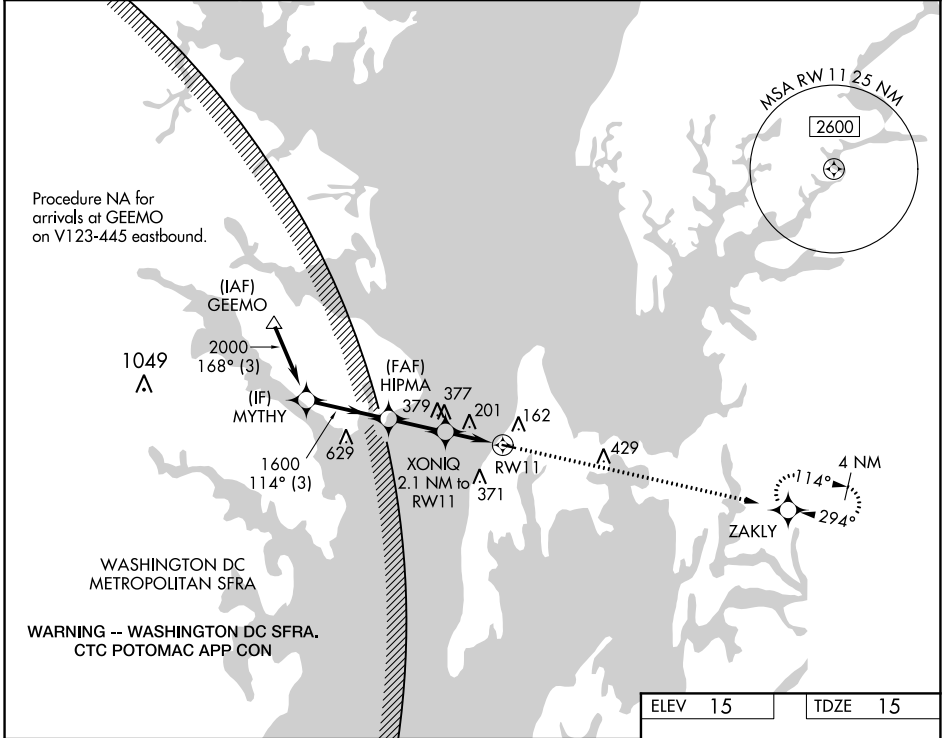 MSA RW 11 25 NM
2600
Procedure NA for
arrivals at GEEMO
on V123-445 eastbound.
(IAF)
GEEMO
2000
168° (3)
1049
(IF)
MYTHY
(FAF)
HIPMA
379
377
201
162
629
1600
114° (3)
XONIQ
2.1 NM to
RW11
371
RW11
429
4 NM
114°
294°
ZAKLY
WASHINGTON DC
METROPOLITAN SFRA
WARNING -- WASHINGTON DC SFRA.
CTC POTOMAC APP CON
ELEV 15
TDZE 15